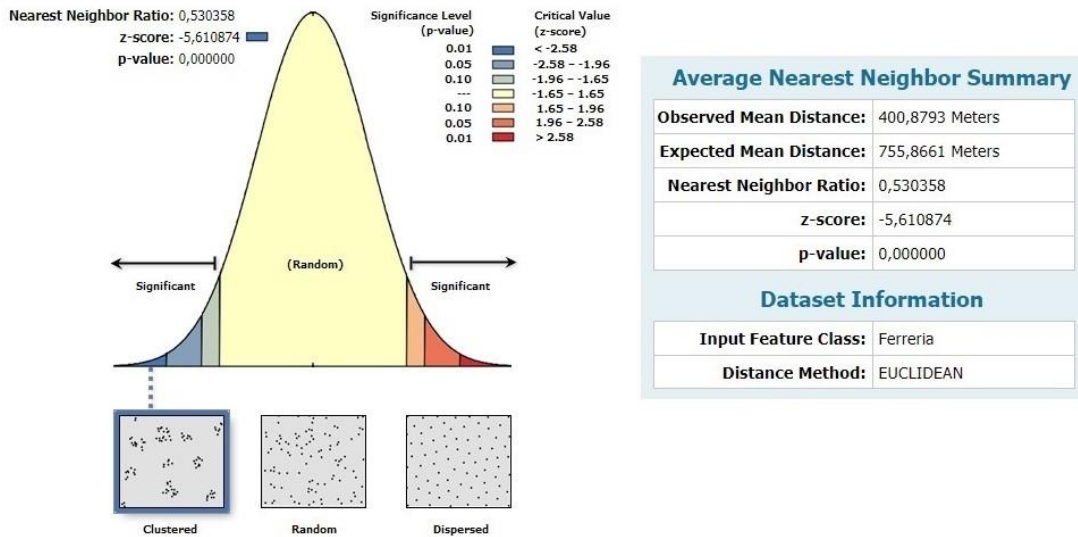 Nearest Neighbor Ratio: 0,530358
z-score: -5,610874
p-value: 0,000000
Significance Level (p-value)
Critical Value (z-score)
0.01 < -2.58
0.05 -2.58 – -1.96
0.10 -1.96 – -1.65
--- -1.65 – 1.65
0.10 1.65 – 1.96
0.05 1.96 – 2.58
0.01 > 2.58
Significant
(Random)
Significant
Clustered
Random
Dispersed
Average Nearest Neighbor Summary
Observed Mean Distance: 400,8793 Meters
Expected Mean Distance: 755,8661 Meters
Nearest Neighbor Ratio: 0,530358
z-score: -5,610874
p-value: 0,000000
Dataset Information
Input Feature Class: Ferreria
Distance Method: EUCLIDEAN